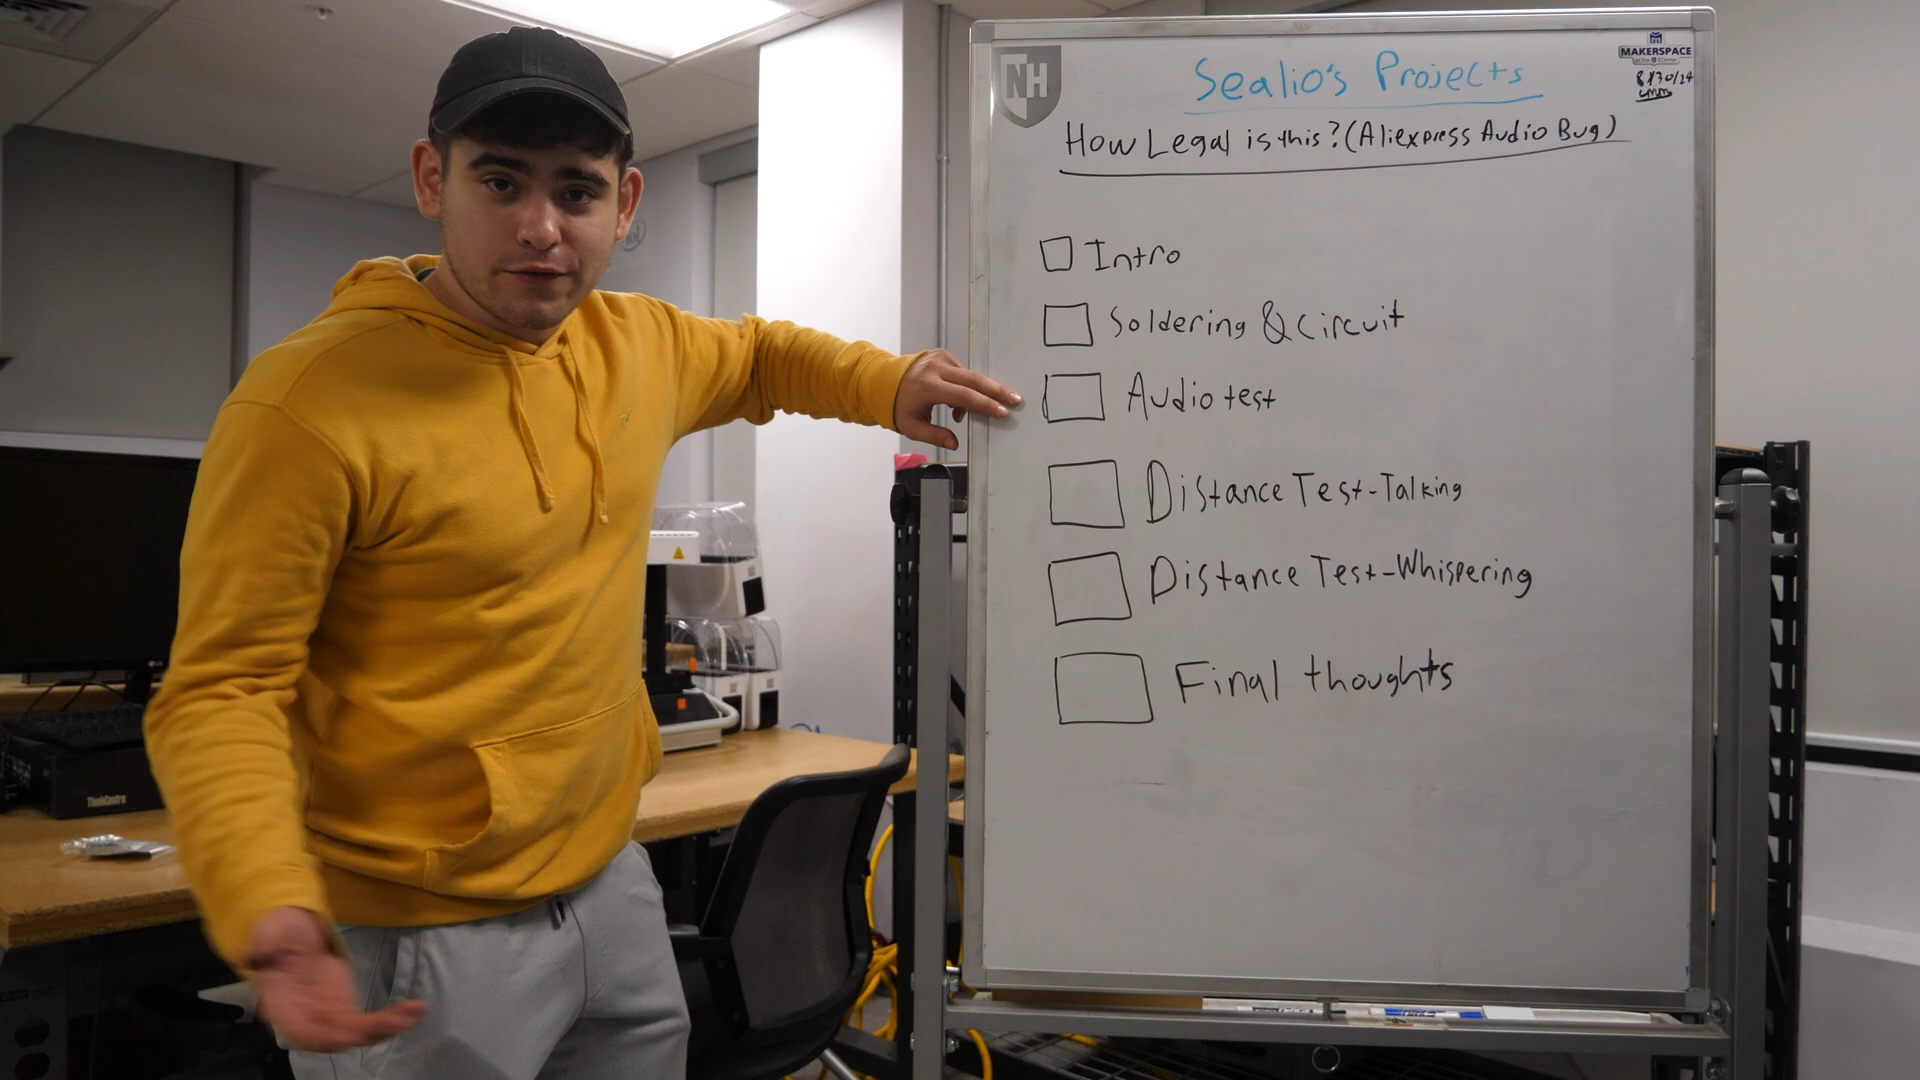 NH
Sealio's Projects
MAKERSPACE
8/30/24
How Legal is this? (Aliexpress Audio Bug)
Intro
Soldering & Circuit
Audio test
Distance Test-Talking
Distance Test-Whispering
Final thoughts
ThinkCentre
LG